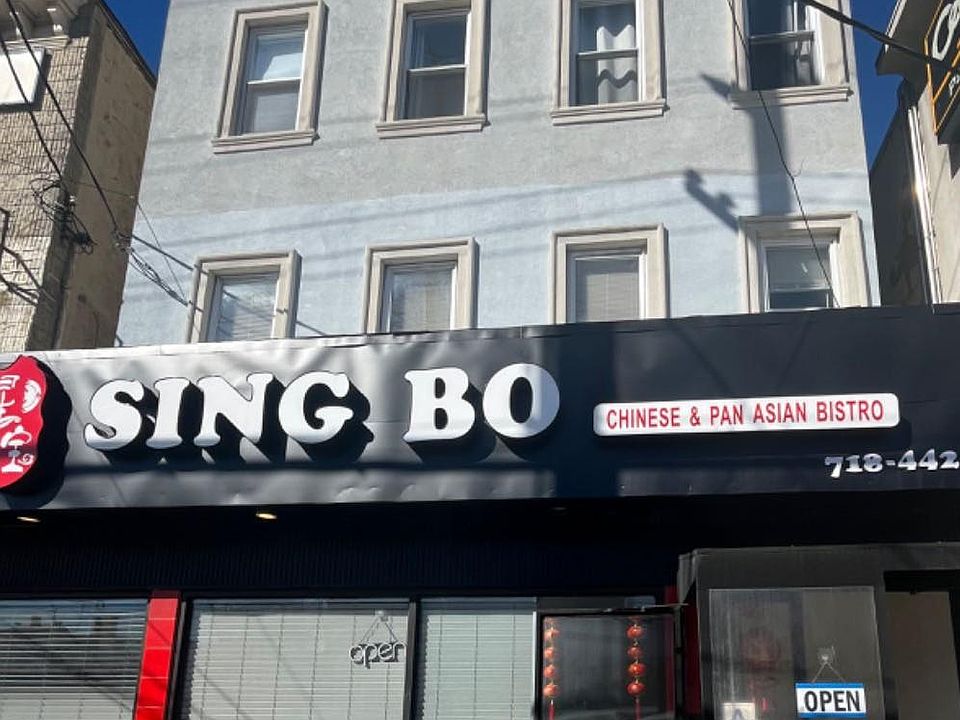 SING BO
CHINESE & PAN ASIAN BISTRO
718-442
open
OPEN
A